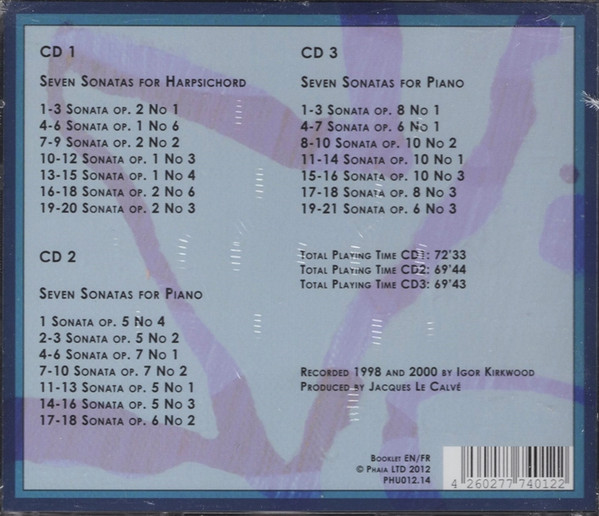 CD 1
Seven Sonatas for Harpsichord
1-3 Sonata op. 2 No 1
4-6 Sonata op. 1 No 6
7-9 Sonata op. 2 No 2
10-12 Sonata op. 1 No 3
13-15 Sonata op. 1 No 4
16-18 Sonata op. 2 No 6
19-20 Sonata op. 2 No 3
CD 2
Seven Sonatas for Piano
1 Sonata op. 5 No 4
2-3 Sonata op. 5 No 2
4-6 Sonata op. 7 No 1
7-10 Sonata op. 7 No 2
11-13 Sonata op. 5 No 1
14-16 Sonata op. 5 No 3
17-18 Sonata op. 6 No 2
CD 3
Seven Sonatas for Piano
1-3 Sonata op. 8 No 1
4-7 Sonata op. 6 No 1
8-10 Sonata op. 10 No 2
11-14 Sonata op. 10 No 1
15-16 Sonata op. 10 No 3
17-18 Sonata op. 8 No 3
19-21 Sonata op. 6 No 3
Total Playing Time CD1: 72'33
Total Playing Time CD2: 69'44
Total Playing Time CD3: 69'43
Recorded 1998 and 2000 by Igor Kirkwood
Produced by Jacques Le Calvé
Booklet EN/FR
© Phaia LTD 2012
PHU012.14
4 260277 740122